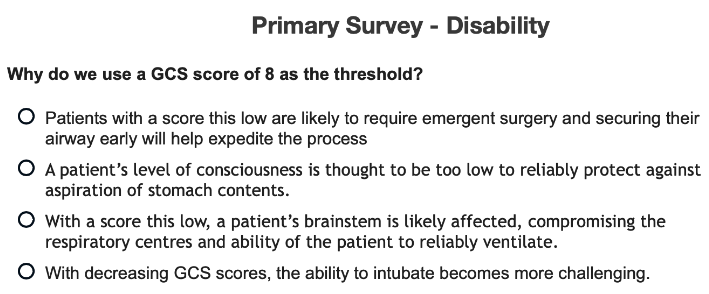 Primary Survey - Disability
Why do we use a GCS score of 8 as the threshold?
Patients with a score this low are likely to require emergent surgery and securing their
airway early will help expedite the process
A patient's level of consciousness is thought to be too low to reliably protect against
aspiration of stomach contents.
With a score this low, a patient's brainstem is likely affected, compromising the
respiratory centres and ability of the patient to reliably ventilate.
With decreasing GCS scores, the ability to intubate becomes more challenging.